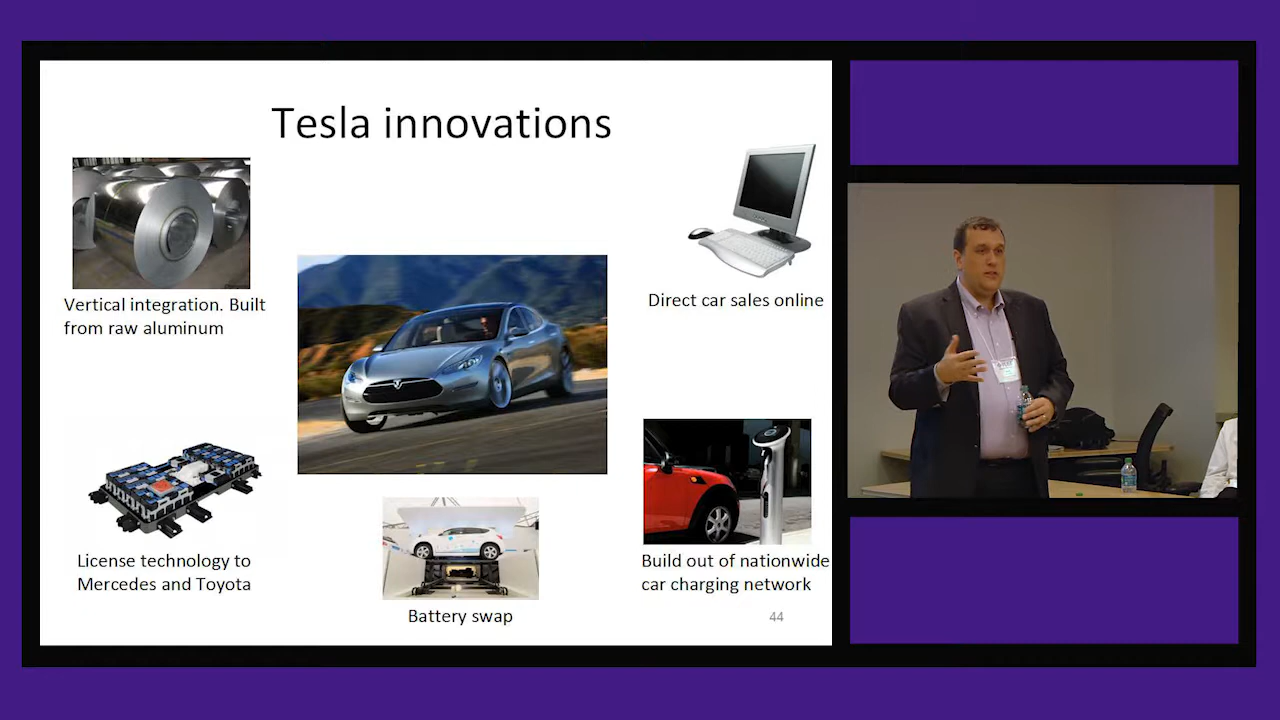 Tesla innovations
Vertical integration. Built
from raw aluminum
Direct car sales online
License technology to
Mercedes and Toyota
Battery swap
Build out of nationwide
car charging network
44